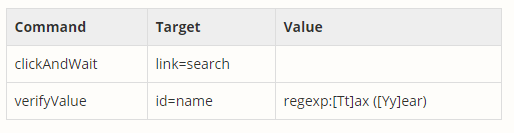 Command Target Value
clickAndWait link=search
verifyValue id=name regexp:[Tt]ax ([Yy]ear)